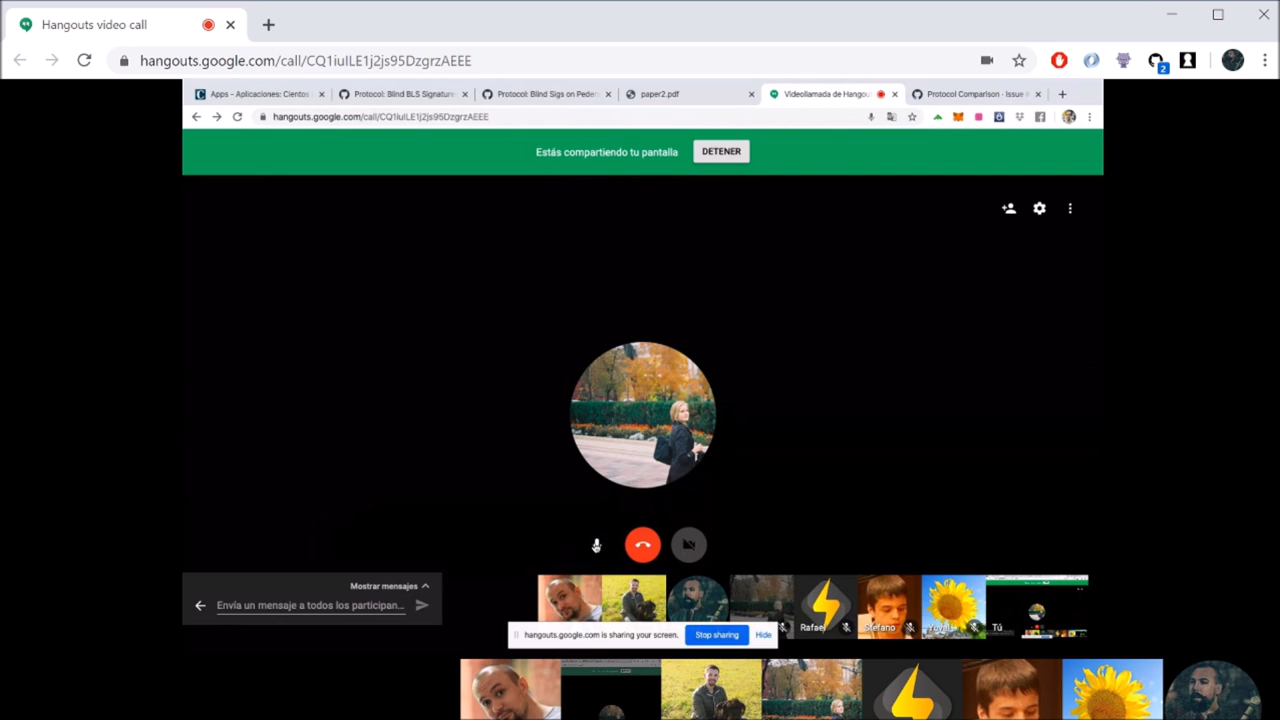 Hangouts video call
hangouts.google.com/call/CQ1iuILE1j2js95DzgrzAEEE
2
Apps - Aplicaciones: Cientos
Protocol: Blind BLS Signature
Protocol: Blind Sigs on Peder
paper2.pdf
Videollamada de Hangou
Protocol Comparison · Issue
hangouts.google.com/call/CQ1iuILE1j2js95DzgrzAEEE
Estás compartiendo tu pantalla
DETENER
Mostrar mensajes
Envía un mensaje a todos los participan...
Rafael
Stefano
Yuval
Tú
hangouts.google.com is sharing your screen.
Stop sharing
Hide